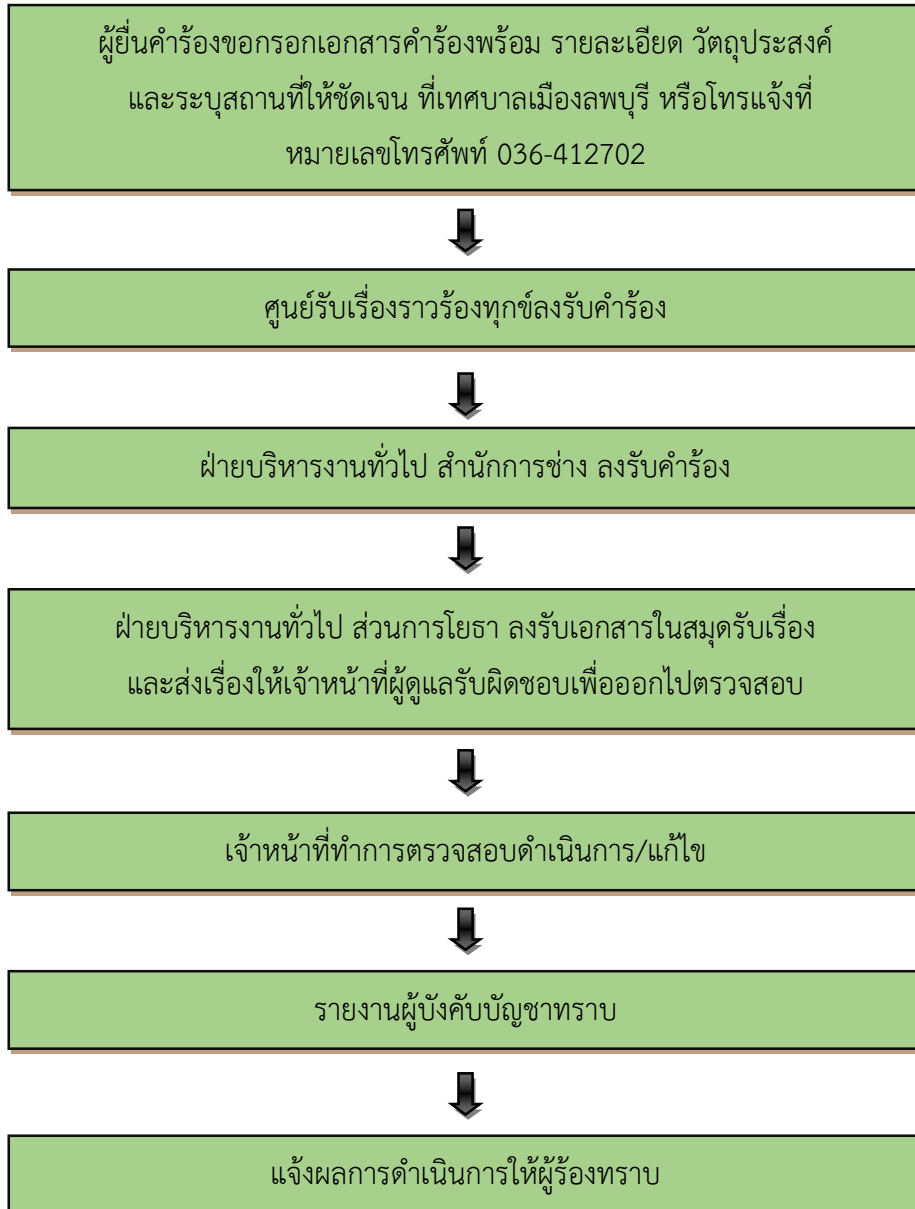 ผู้ยื่นคำร้องขอกรอกเอกสารคำร้องพร้อม รายละเอียด วัตถุประสงค์
และระบุสถานที่ให้ชัดเจน ที่เทศบาลเมืองลพบุรี หรือโทรแจ้งที่
หมายเลขโทรศัพท์ 036-412702
ศูนย์รับเรื่องราวร้องทุกข์ลงรับคำร้อง
ฝ่ายบริหารงานทั่วไป สำนักการช่าง ลงรับคำร้อง
ฝ่ายบริหารงานทั่วไป ส่วนการโยธา ลงรับเอกสารในสมุดรับเรื่อง
และส่งเรื่องให้เจ้าหน้าที่ผู้ดูแลรับผิดชอบเพื่อออกไปตรวจสอบ
เจ้าหน้าที่ทำการตรวจสอบดำเนินการ/แก้ไข
รายงานผู้บังคับบัญชาทราบ
แจ้งผลการดำเนินการให้ผู้ร้องทราบ